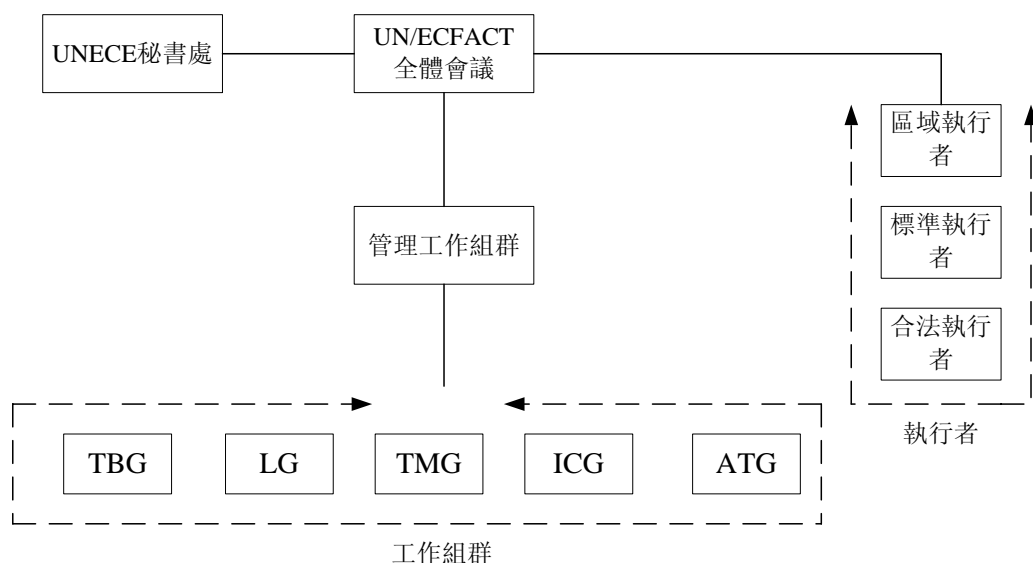 UNECE秘書處
UN/ECFACT
全體會議
區域執行
者
管理工作組群
標準執行
者
合法執行
者
執行者
TBG
LG
TMG
ICG
ATG
工作組群